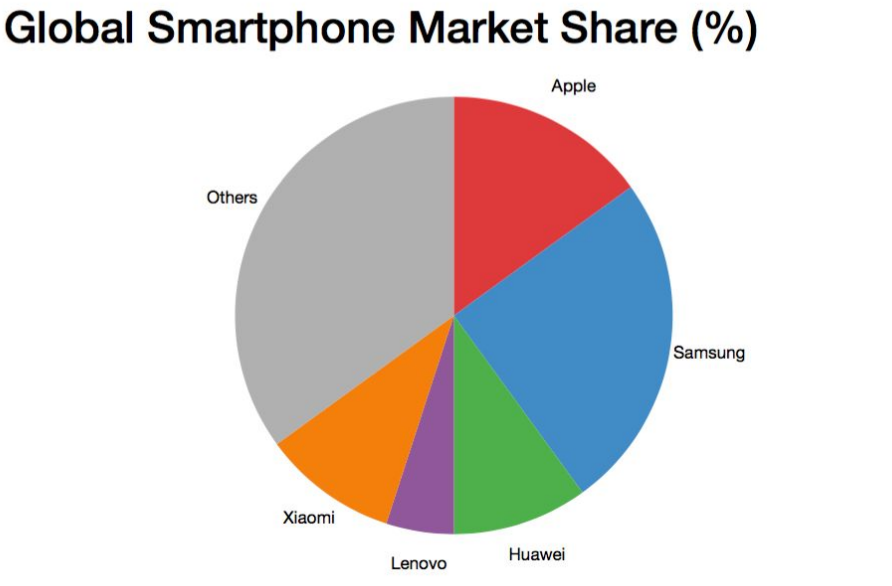 Global Smartphone Market Share (%)
Apple
Others
Samsung
Xiaomi
Huawei
Lenovo